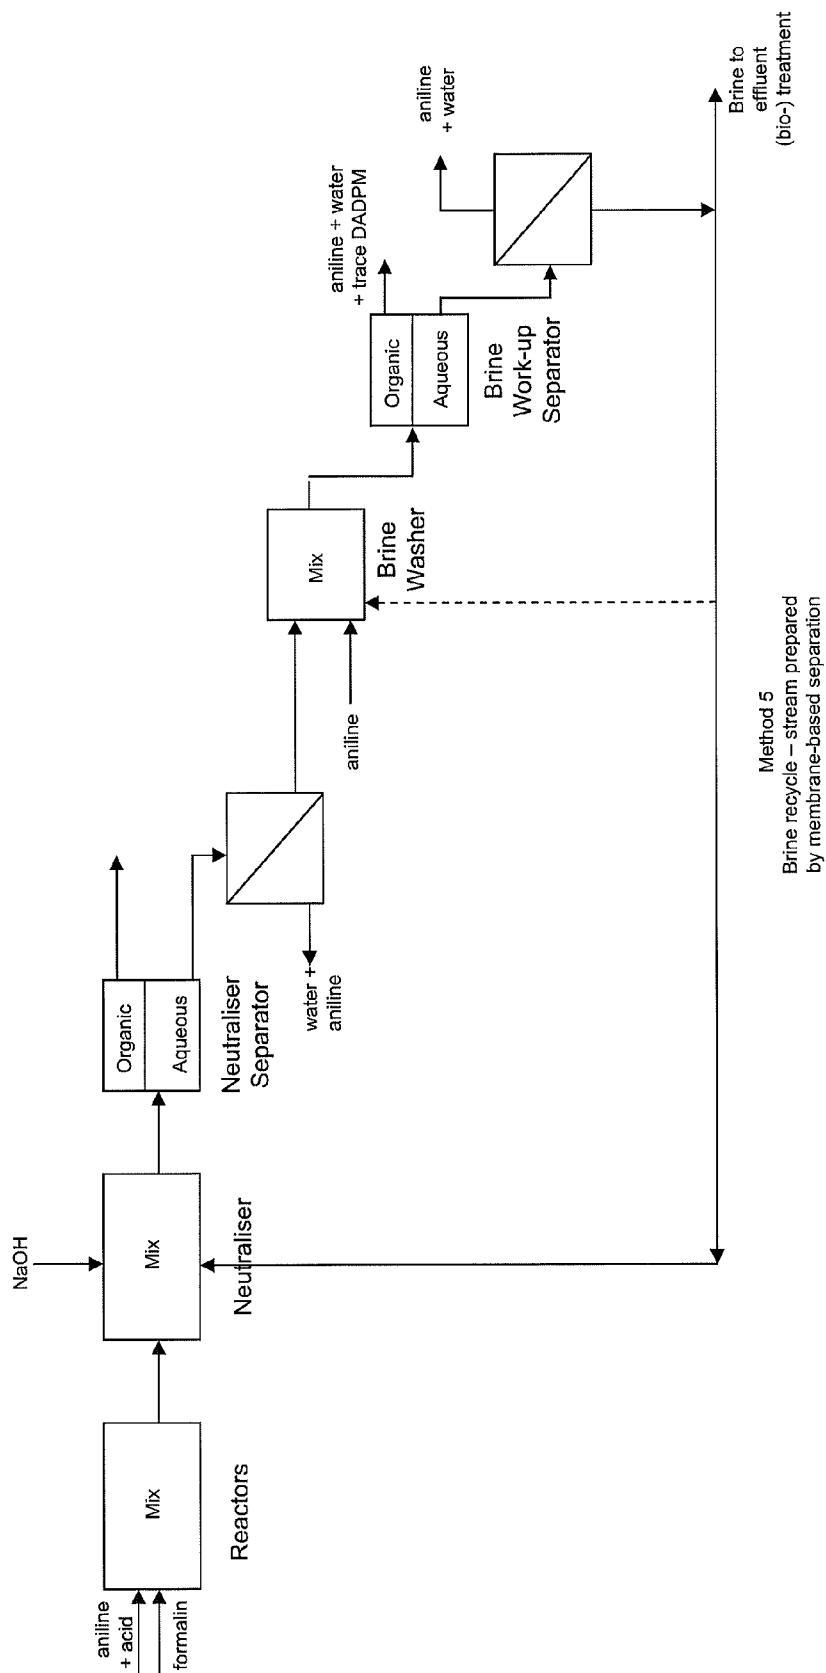 aniline
+ acid
formalin
Mix
Reactors
NaOH
Mix
Neutraliser
Organic
Aqueous
Neutraliser
Separator
water +
aniline
aniline
Mix
Brine
Washer
Organic
Aqueous
Brine
Work-up
Separator
aniline + water
+ trace DADPM
aniline
+ water
Brine to
effluent
(bio-) treatment
Method 5
Brine recycle – stream prepared
by membrane-based separation